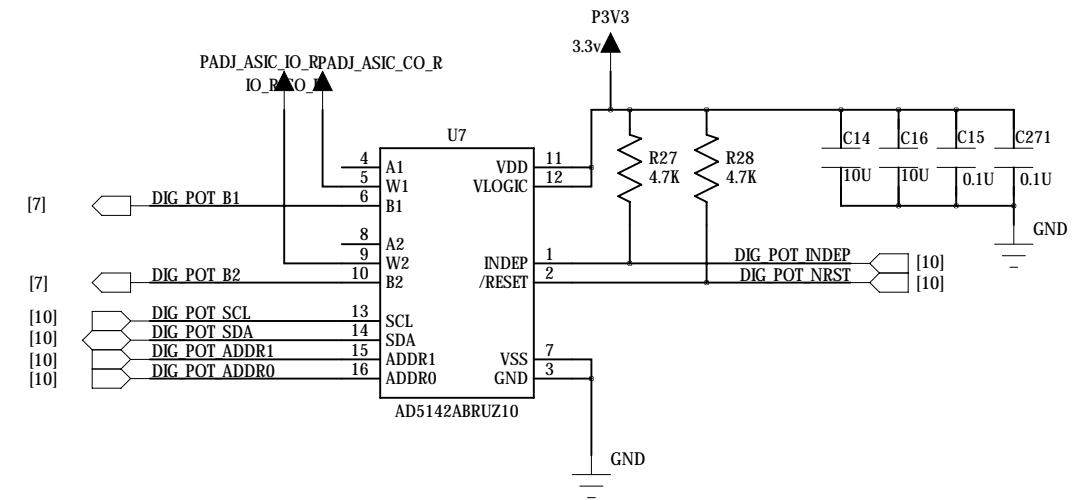 P3V3
3.3v
PADJ_ASIC_IO_R PADJ_ASIC_CO_R
IO_R CO_R
U7
4 A1
5 W1
6 B1
8 A2
9 W2
10 B2
13 SCL
14 SDA
15 ADDR1
16 ADDR0
VDD 11
VLOGIC 12
INDEP 1
/RESET 2
VSS 7
GND 3
AD5142ABRUZ10
[7] DIG_POT_B1
[7] DIG_POT_B2
[10] DIG_POT_SCL
[10] DIG_POT_SDA
[10] DIG_POT_ADDR1
[10] DIG_POT_ADDR0
R27
4.7K
R28
4.7K
C14
10U
C16
10U
C15
0.1U
C271
0.1U
GND
DIG_POT_INDEP [10]
DIG_POT_NRST [10]
GND